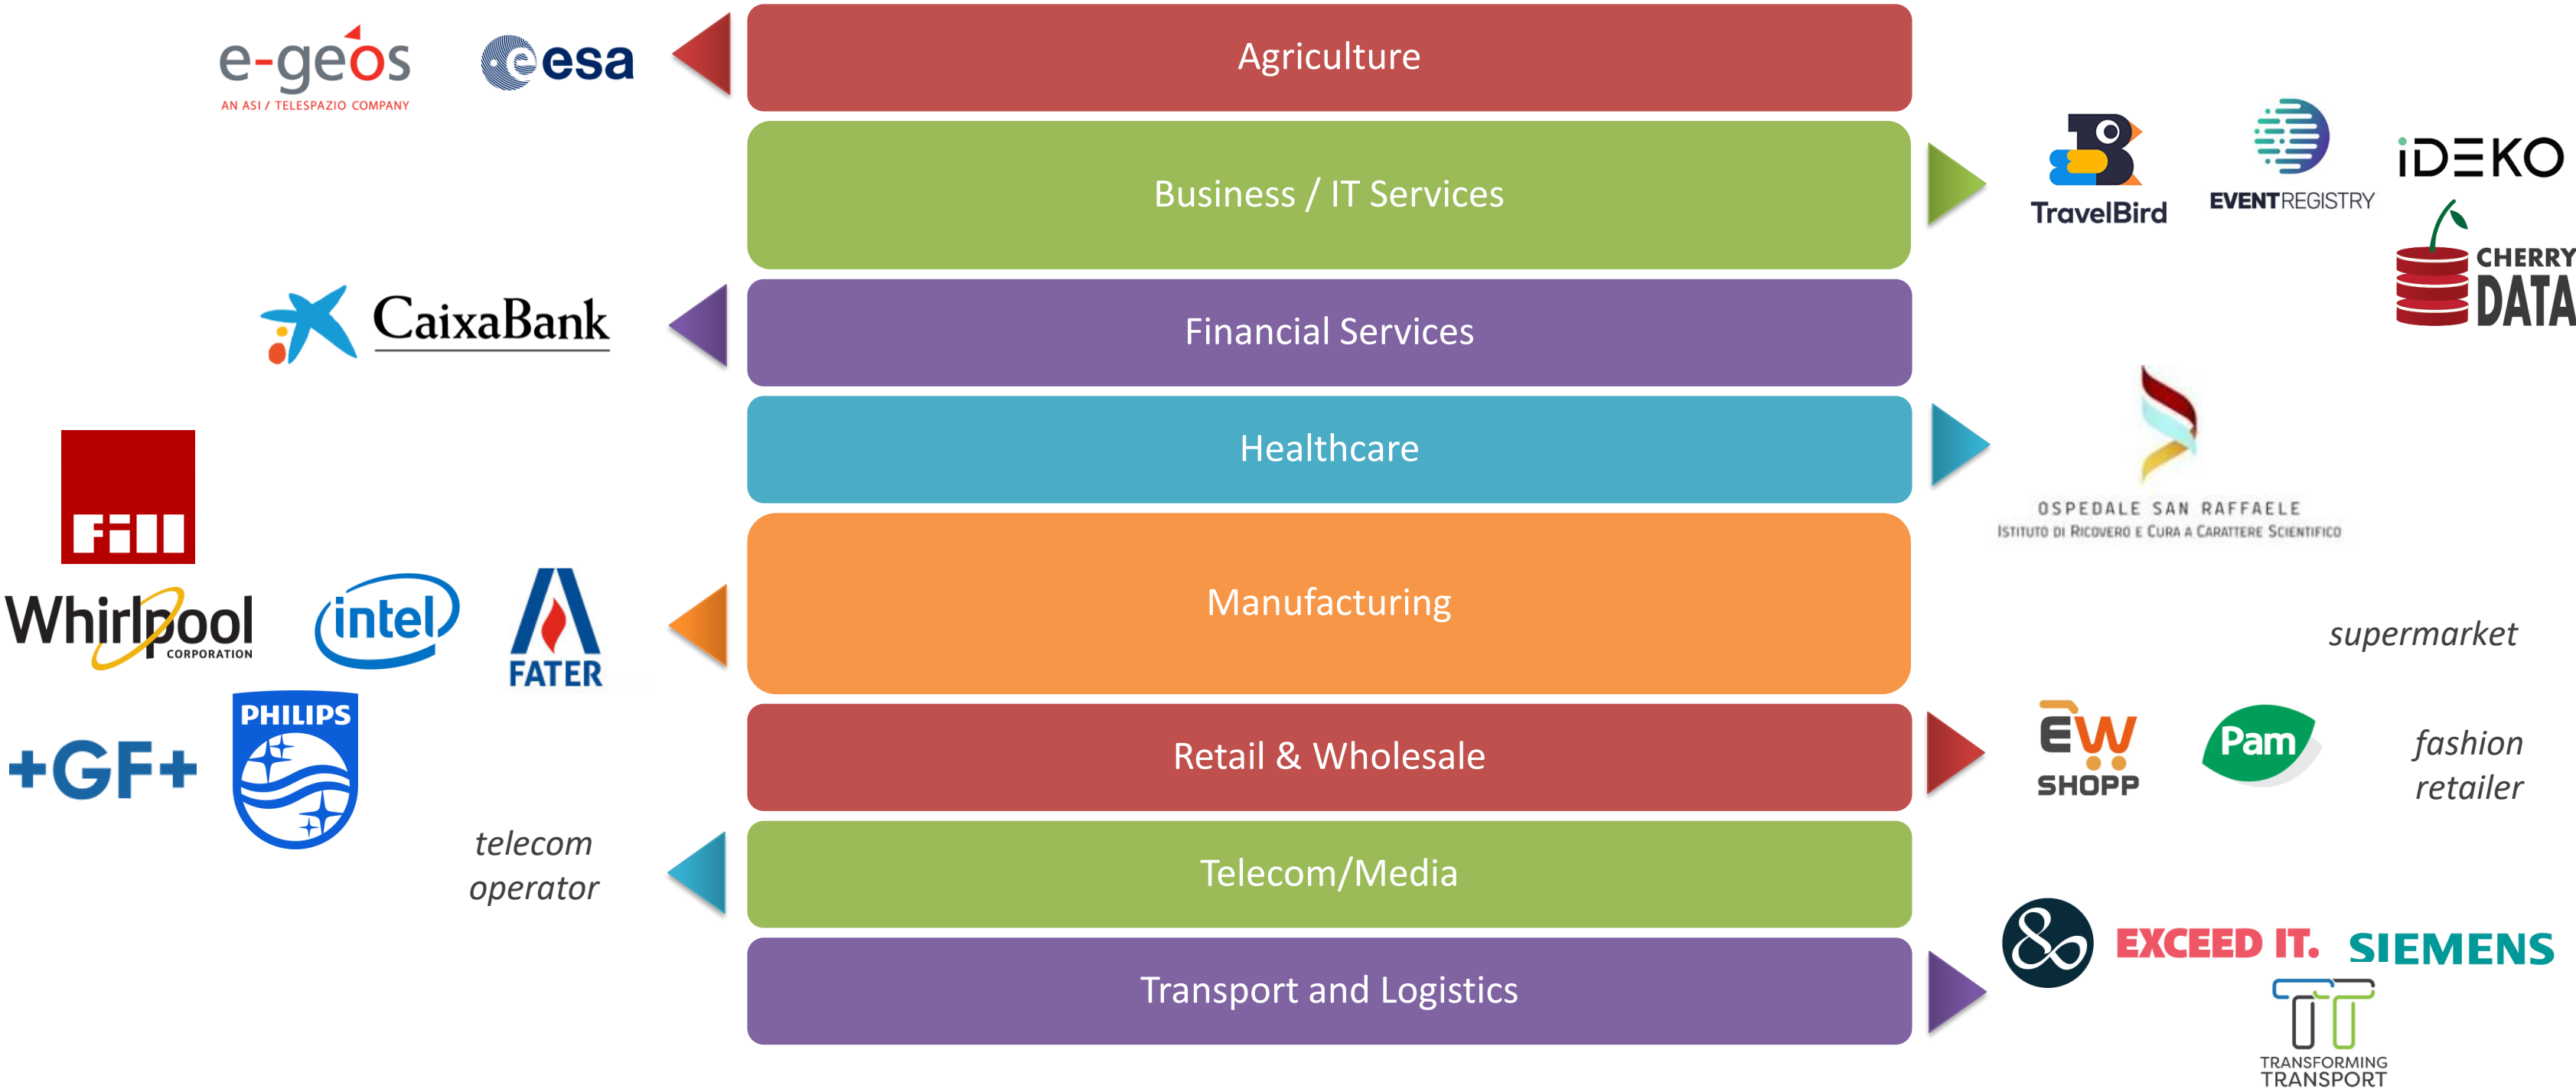 e-geos
AN ASI / TELESPAZIO COMPANY
esa
Agriculture
Business / IT Services
TravelBird
EVENTREGISTRY
iDEKO
CHERRY
DATA
CaixaBank
Financial Services
Healthcare
OSPEDALE SAN RAFFAELE
ISTITUTO DI RICOVERO E CURA A CARATTERE SCIENTIFICO
Fill
Whirlpool
CORPORATION
intel
FATER
+GF+
PHILIPS
Manufacturing
supermarket
Retail & Wholesale
EW
SHOPP
Pam
fashion
retailer
telecom
operator
Telecom/Media
Transport and Logistics
&
EXCEED IT.
SIEMENS
TT
TRANSFORMING
TRANSPORT